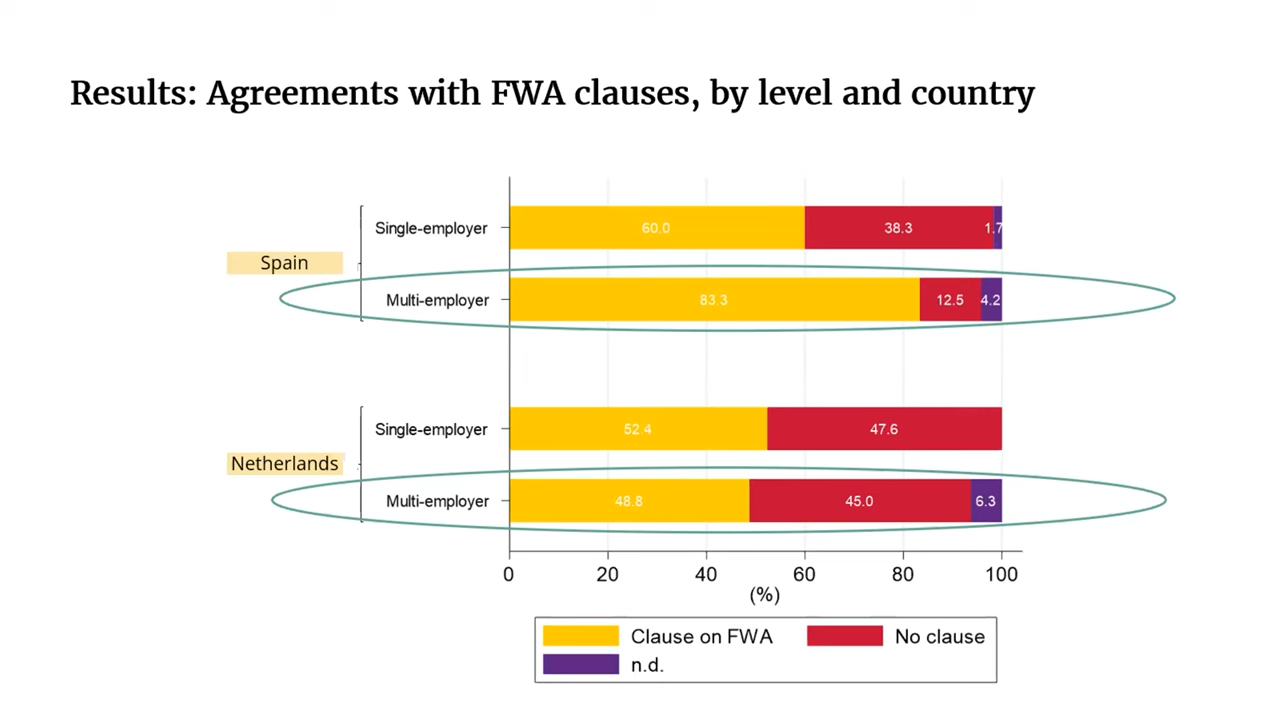 Results: Agreements with FWA clauses, by level and country
Single-employer
60.0
38.3
1.7
Spain
Multi-employer
83.3
12.5
4.2
Single-employer
52.4
47.6
Netherlands
Multi-employer
48.8
45.0
6.3
0 20 40 60 80 100
(%)
Clause on FWA
No clause
n.d.